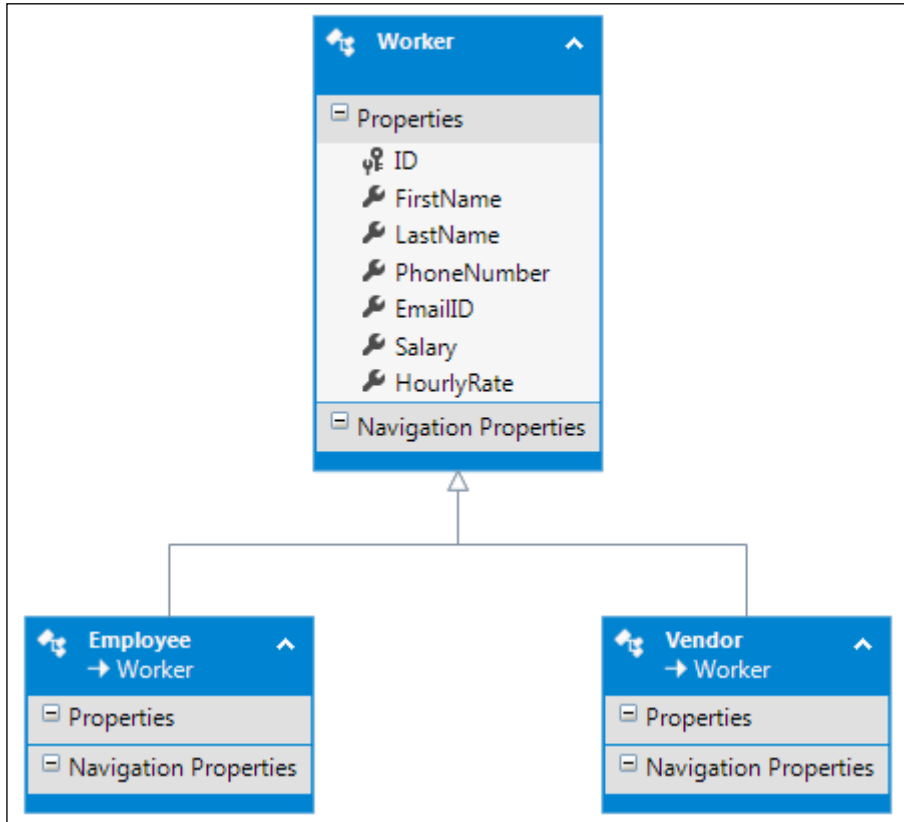 Worker
Properties
ID
FirstName
LastName
PhoneNumber
EmailID
Salary
HourlyRate
Navigation Properties
Employee
Worker
Properties
Navigation Properties
Vendor
Worker
Properties
Navigation Properties